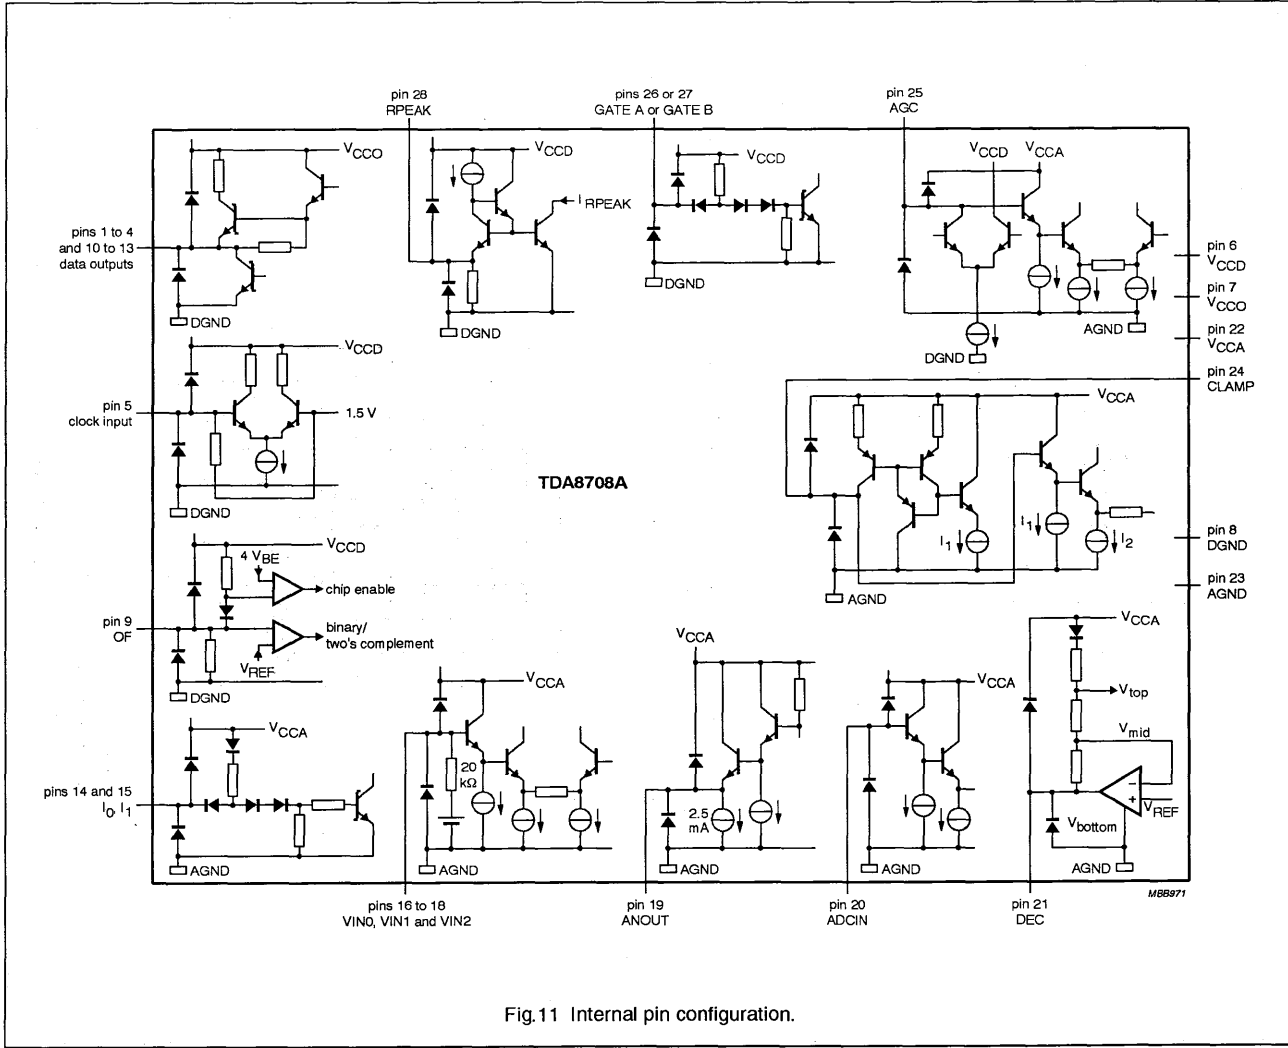 pin 28
RPEAK
pins 26 or 27
GATE A or GATE B
pin 25
AGC
VCCO
pins 1 to 4
and 10 to 13
data outputs
DGND
VCCD
I RPEAK
DGND
VCCD
DGND
VCCD
VCCA
AGND
DGND
pin 6
VCCD
pin 7
VCCO
pin 22
VCCA
pin 24
CLAMP
VCCD
pin 5
clock input
1.5 V
DGND
TDA8708A
VCCA
I1
I1
I2
AGND
pin 8
DGND
pin 23
AGND
VCCD
4 VBE
chip enable
pin 9
OF
binary/
two's complement
VREF
DGND
VCCA
pins 14 and 15
I0, I1
AGND
VCCA
20
kΩ
AGND
VCCA
2.5
mA
AGND
VCCA
AGND
VCCA
Vtop
Vmid
−
+
VREF
Vbottom
AGND
MBB971
pins 16 to 18
VIN0, VIN1 and VIN2
pin 19
ANOUT
pin 20
ADCIN
pin 21
DEC
Fig.11 Internal pin configuration.